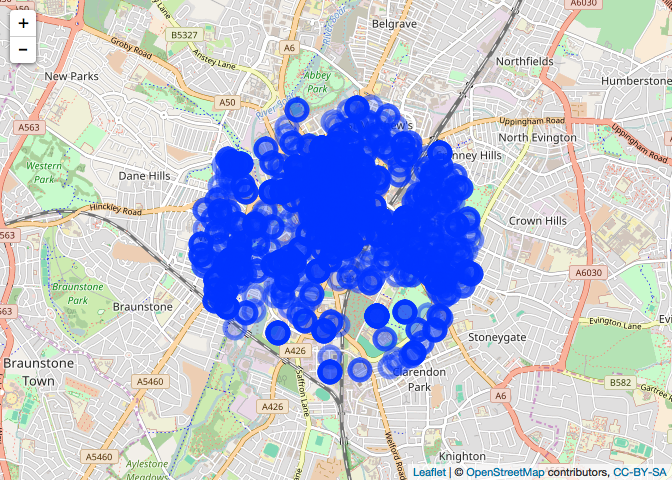 +
−
B5327
Groby Road
Anstey Lane
A6
Belgrave
A6030
New Parks
Abbey
Park
Northfields
Humberstone
A50
A563
Uppingham Road
Uppingham Road
North Evington
Western
Park
Dane Hills
Hinckley Road
Crown Hills
A6030
Braunstone
Park
Braunstone
Evington Lane
Stoneygate
A426
Braunstone
Town
A5460
Saffron Lane
Clarendon
Park
B582
A426
A6
Welford Road
A5460
Aylestone
Meadows
Knighton
Leaflet | © OpenStreetMap contributors, CC-BY-SA